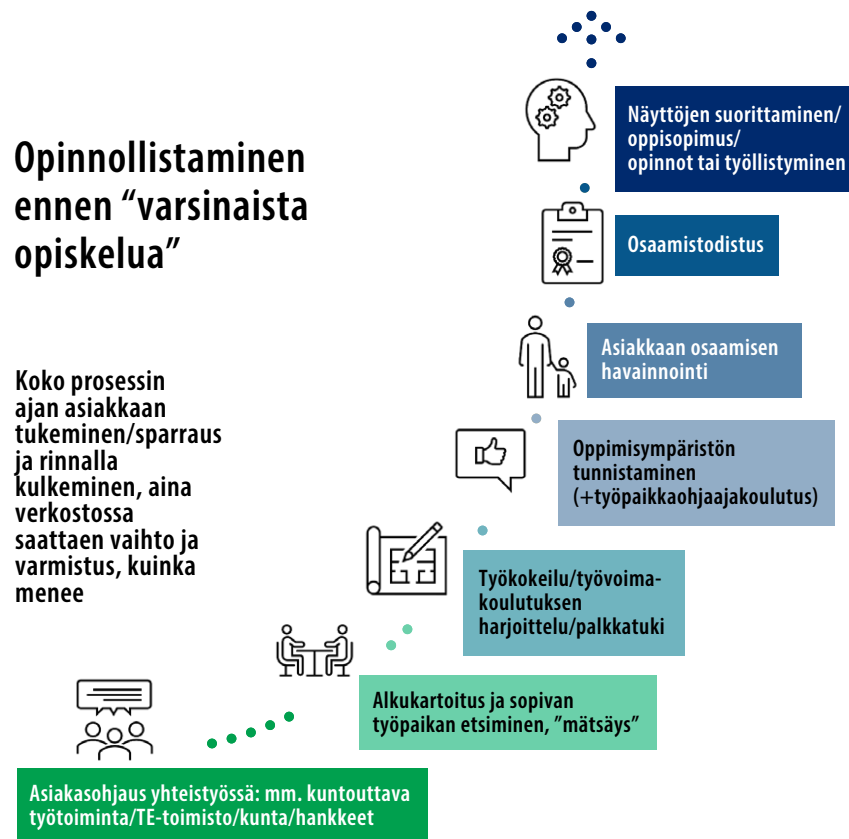 Opinnollistaminen
ennen “varsinaista
opiskelua”
Koko prosessin
ajan asiakkaan
tukeminen/sparraus
ja rinnalla
kulkeminen, aina
verkostossa
saattaen vaihto ja
varmistus, kuinka
menee
Näyttöjen suorittaminen/
oppisopimus/
opinnot tai työllistyminen
Osaamistodistus
Asiakkaan osaamisen
havainnointi
Oppimisympäristön
tunnistaminen
(+työpaikkaohjaajakoulutus)
Työkokeilu/työvoima-
koulutuksen
harjoittelu/palkkatuki
Alkukartoitus ja sopivan
työpaikan etsiminen, ”mätsäys”
Asiakasohjaus yhteistyössä: mm. kuntouttava
työtoiminta/TE-toimisto/kunta/hankkeet